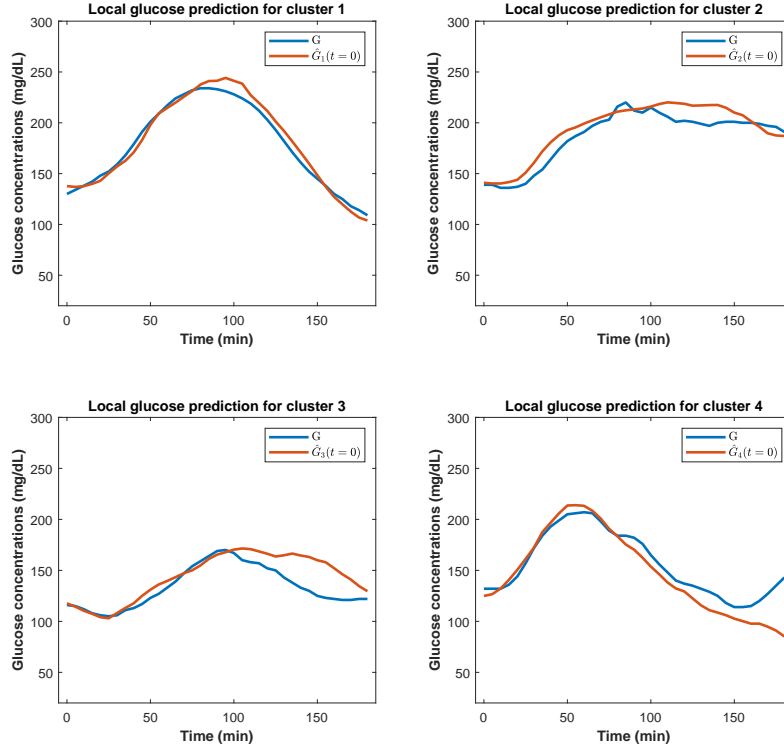 Local glucose prediction for cluster 1
Glucose concentrations (mg/dL)
300
250
200
150
100
50
0 50 100 150
Time (min)
G
Ĝ₁(t = 0)
Local glucose prediction for cluster 2
Glucose concentrations (mg/dL)
300
250
200
150
100
50
0 50 100 150
Time (min)
G
Ĝ₂(t = 0)
Local glucose prediction for cluster 3
Glucose concentrations (mg/dL)
300
250
200
150
100
50
0 50 100 150
Time (min)
G
Ĝ₃(t = 0)
Local glucose prediction for cluster 4
Glucose concentrations (mg/dL)
300
250
200
150
100
50
0 50 100 150
Time (min)
G
Ĝ₄(t = 0)